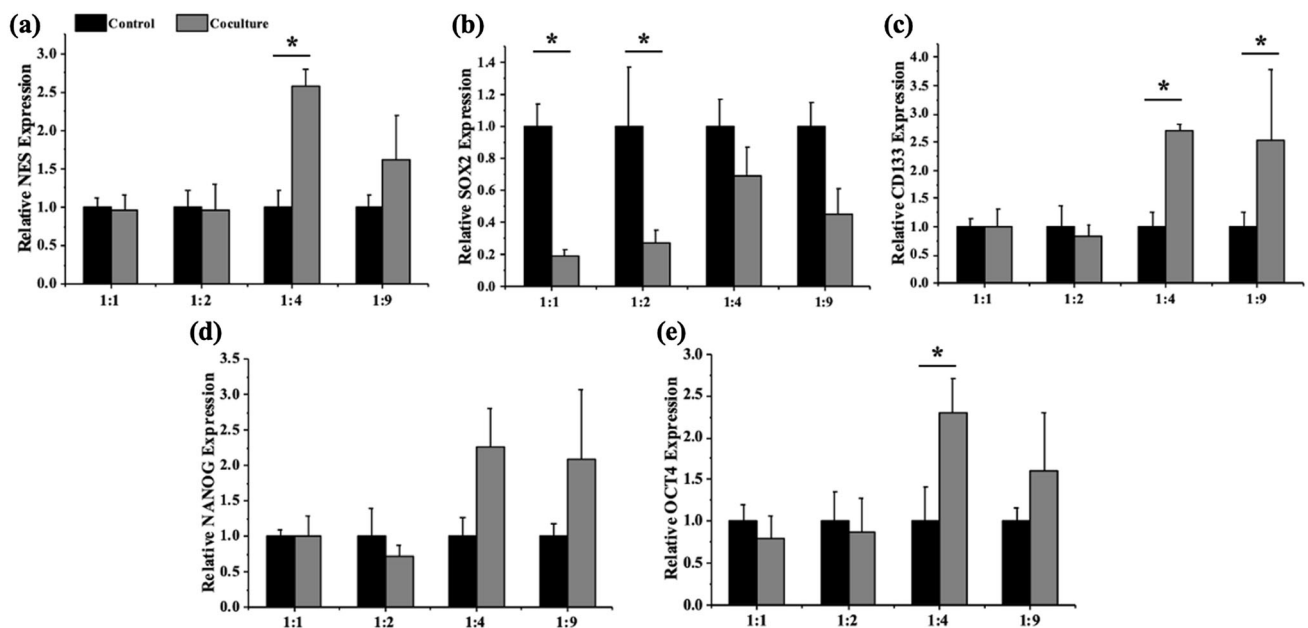 (a)
Control
Coculture
*
Relative NES Expression
3.0
2.5
2.0
1.5
1.0
0.5
0.0
1:1 1:2 1:4 1:9
(b)
* *
Relative SOX2 Expression
1.4
1.2
1.0
0.8
0.6
0.4
0.2
0.0
1:1 1:2 1:4 1:9
(c)
* *
Relative CD133 Expression
4.0
3.5
3.0
2.5
2.0
1.5
1.0
0.5
0.0
1:1 1:2 1:4 1:9
(d)
Relative NANOG Expression
3.5
3.0
2.5
2.0
1.5
1.0
0.5
0.0
1:1 1:2 1:4 1:9
(e)
*
Relative OCT4 Expression
3.0
2.5
2.0
1.5
1.0
0.5
0.0
1:1 1:2 1:4 1:9